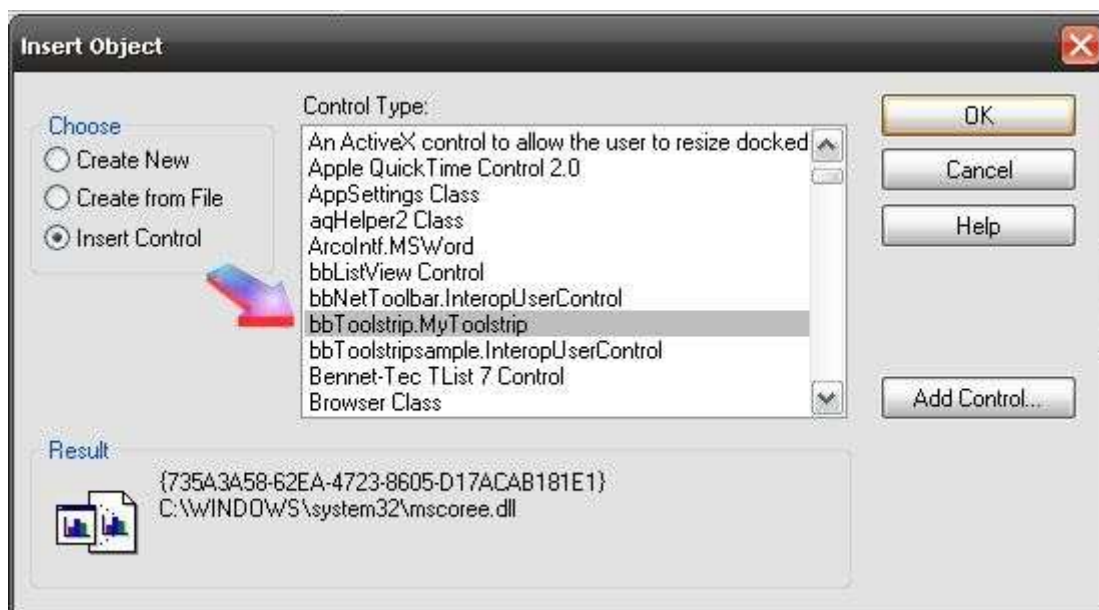 Insert Object
Choose
Create New
Create from File
Insert Control
Control Type:
An ActiveX control to allow the user to resize docked
Apple QuickTime Control 2.0
AppSettings Class
aqHelper2 Class
ArcoIntf.MSWord
bbListView Control
bbNetToolbar.InteropUserControl
bbToolstrip.MyToolstrip
bbToolstripsample.InteropUserControl
Bennet-Tec TList 7 Control
Browser Class
OK
Cancel
Help
Add Control...
Result
{735A3A58-62EA-4723-8605-D17ACAB181E1}
C:\WINDOWS\system32\mscoree.dll